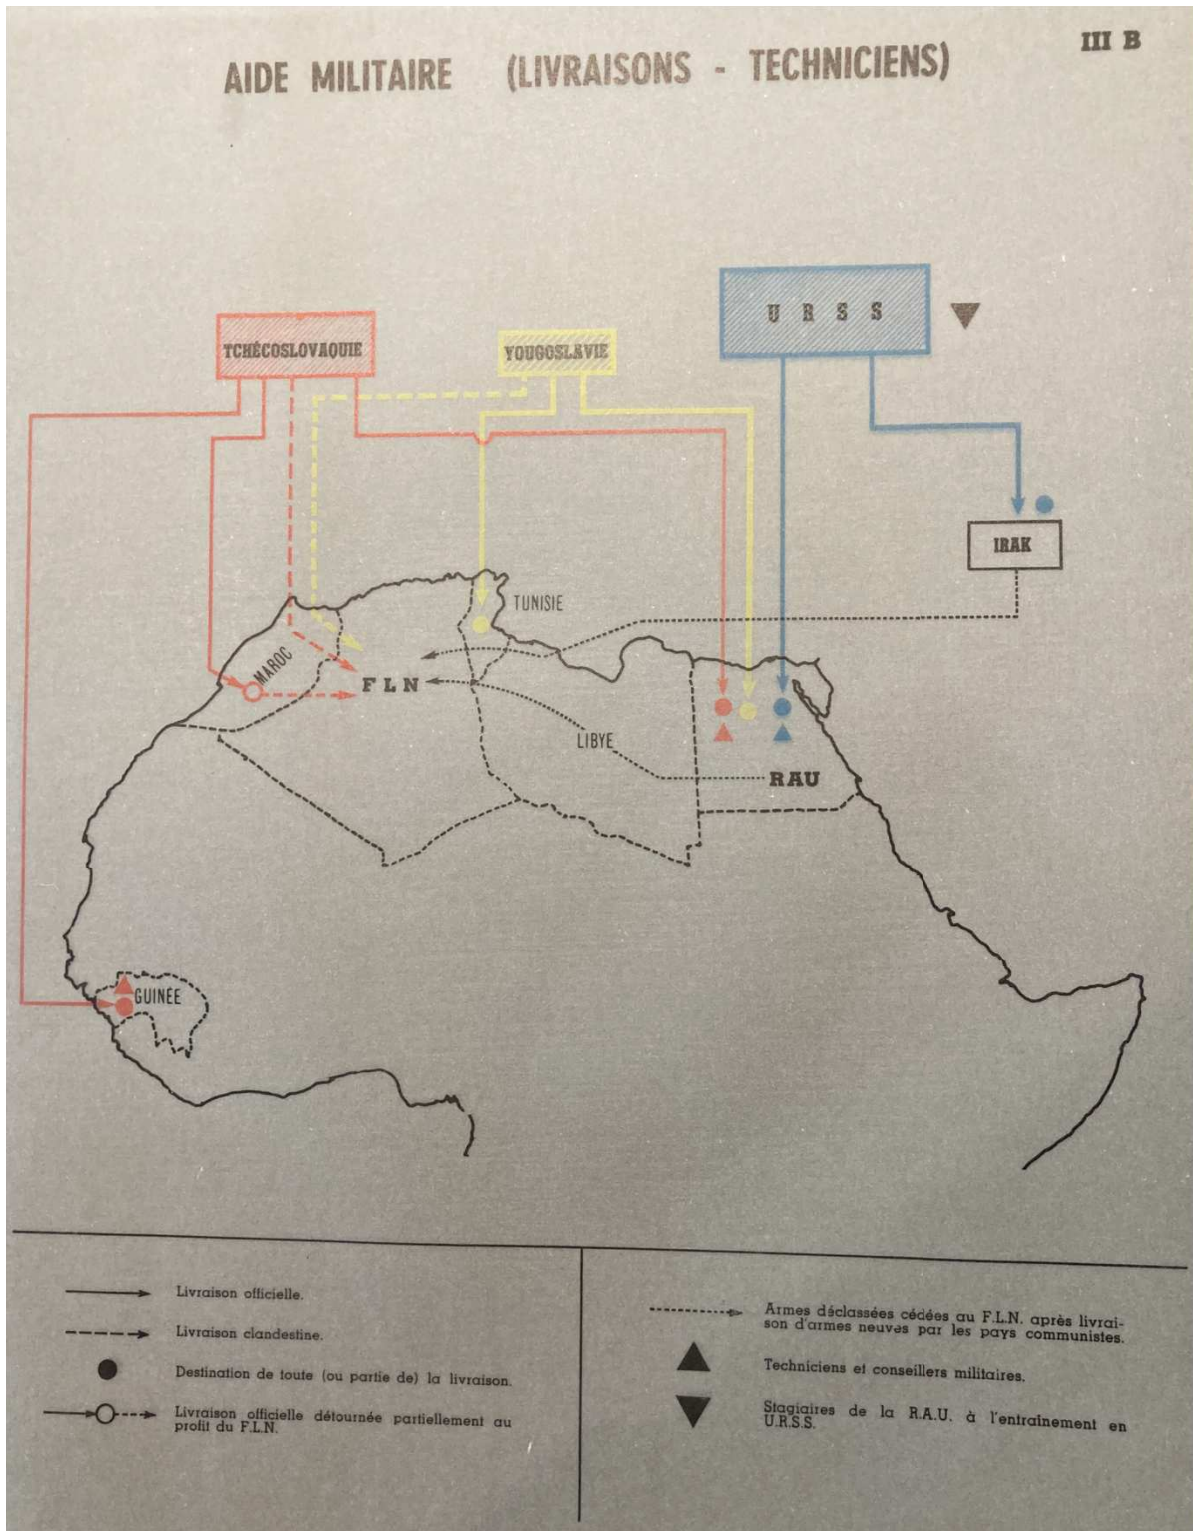 III B
AIDE MILITAIRE (LIVRAISONS - TECHNICIENS)
URSS
TCHÉCOSLOVAQUIE
YOUGOSLAVIE
IRAK
TUNISIE
MAROC
FLN
LIBYE
RAU
GUINÉE
Livraison officielle.
Livraison clandestine.
Destination de toute (ou partie de) la livraison.
Livraison officielle détournée partiellement au
profit du F.L.N.
Armes déclassées cédées au F.L.N. après livrai-
son d'armes neuves par les pays communistes.
Techniciens et conseillers militaires.
Stagiaires de la R.A.U. à l'entraînement en
U.R.S.S.